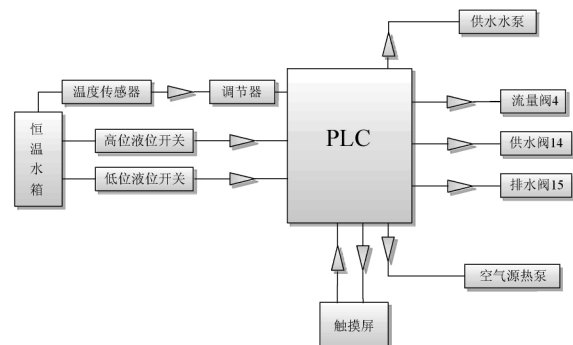 供水水泵
温度传感器
调节器
流量阀4
恒温水箱
高位液位开关
PLC
供水阀14
低位液位开关
排水阀15
空气源热泵
触摸屏